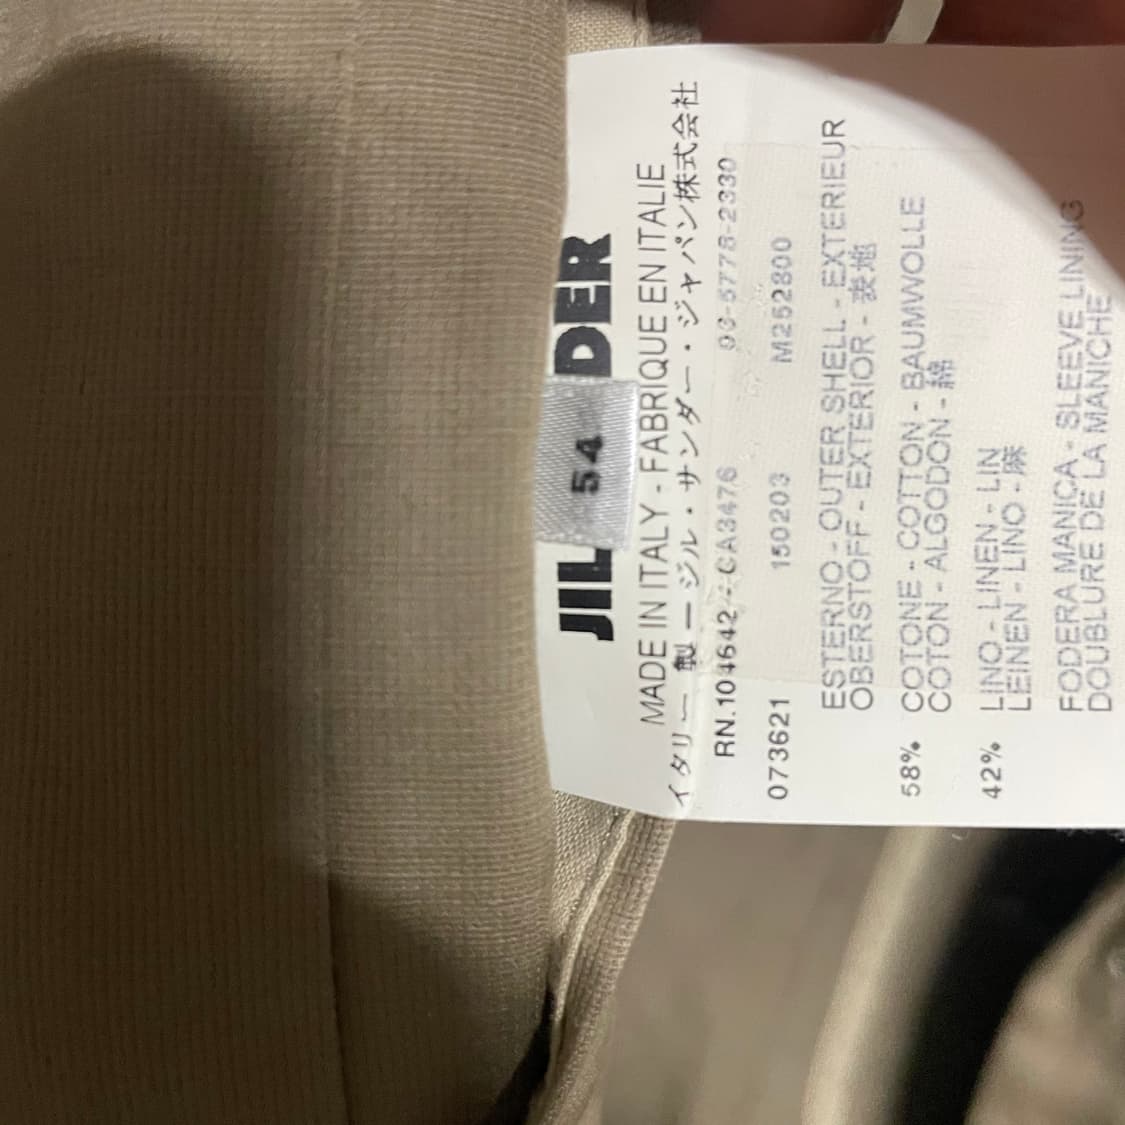 JIL DER
54
MADE IN ITALY - FABRIQUE EN ITALIE
イタリー 製 - ジル・サンダー・ジャパン株式会社
RN.104642 - CA3476 -5778-2330
073621 150203 M252800
ESTERNO - OUTER SHELL - EXTERIEUR
OBERSTOFF - EXTERIOR - 表地
58% COTONE - COTTON - BAUMWOLLE
COTON - ALGODON - 綿
42% LINO - LINEN - LIN
LEINEN - LINO - 麻
FODERA MANICA - SLEEVE LINING
DOUBLURE DE LA MANICHE